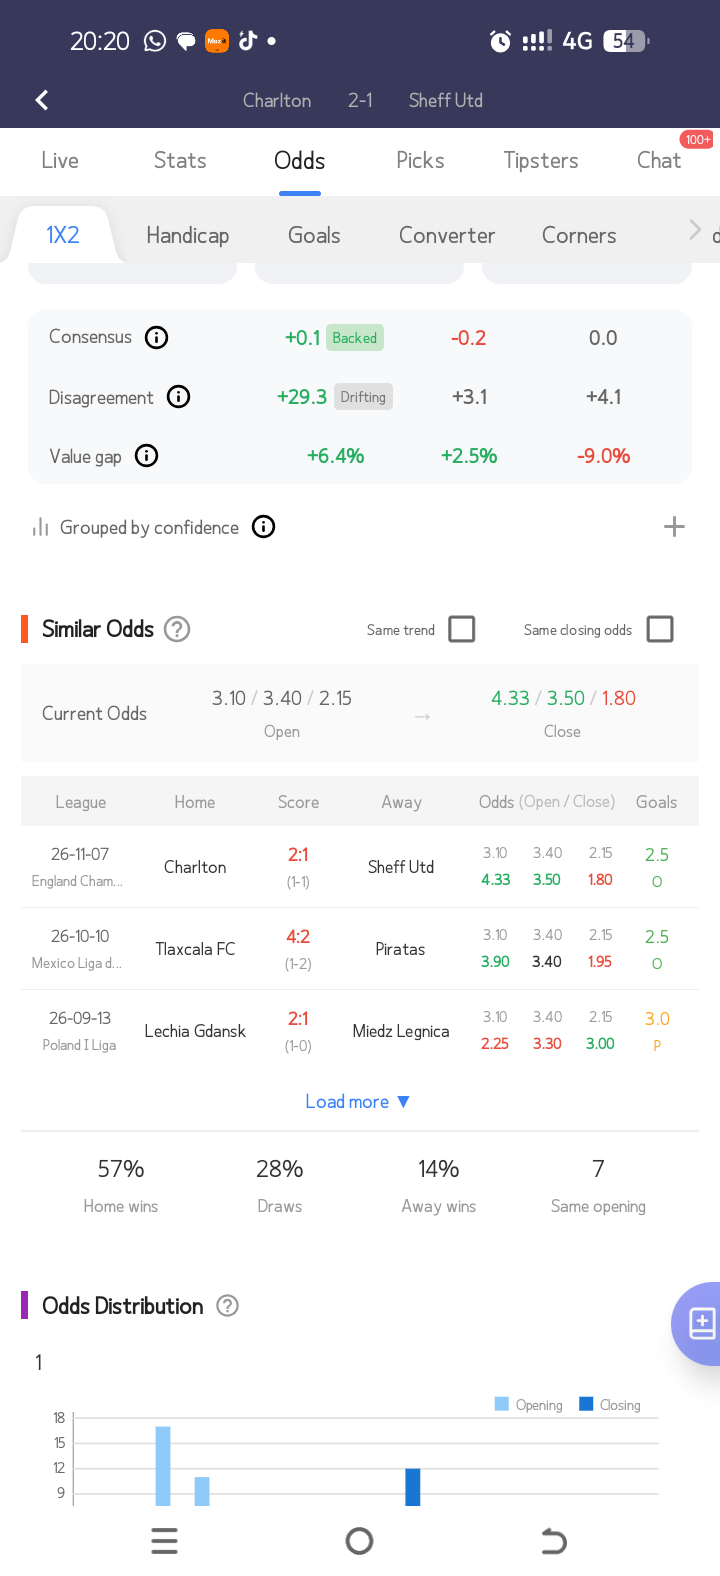 20:20 4G 54
Charlton 2-1 Sheff Utd
Live Stats Odds Picks Tipsters Chat 100+
1X2 Handicap Goals Converter Corners
Consensus +0.1 Backed -0.2 0.0
Disagreement +29.3 Drifting +3.1 +4.1
Value gap +6.4% +2.5% -9.0%
Grouped by confidence
Similar Odds Same trend Same closing odds
Current Odds 3.10 / 3.40 / 2.15 → 4.33 / 3.50 / 1.80
Open Close
League Home Score Away Odds (Open / Close) Goals
26-11-07 Charlton 2:1 Sheff Utd 3.10 3.40 2.15 2.5
England Cham... (1-1) 4.33 3.50 1.80 O
26-10-10 Tlaxcala FC 4:2 Piratas 3.10 3.40 2.15 2.5
Mexico Liga d... (1-2) 3.90 3.40 1.95 O
26-09-13 Lechia Gdansk 2:1 Miedz Legnica 3.10 3.40 2.15 3.0
Poland I Liga (1-0) 2.25 3.30 3.00 P
Load more ▼
57% 28% 14% 7
Home wins Draws Away wins Same opening
Odds Distribution
1
Opening Closing
18
15
12
9